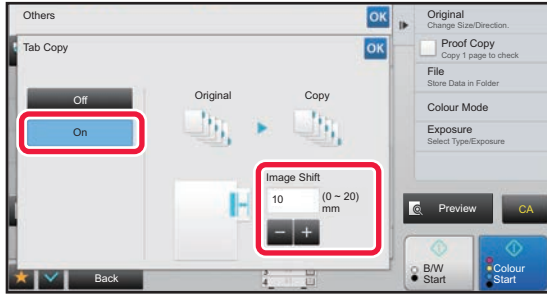 Others
OK
Tab Copy
OK
Off
On
Original
Copy
Image Shift
10
(0 ~ 20)
mm
Back
4
Original
Change Size/Direction.
Proof Copy
Copy 1 page to check
File
Store Data in Folder
Colour Mode
Exposure
Select Type/Exposure
Preview
CA
B/W
Start
Colour
Start